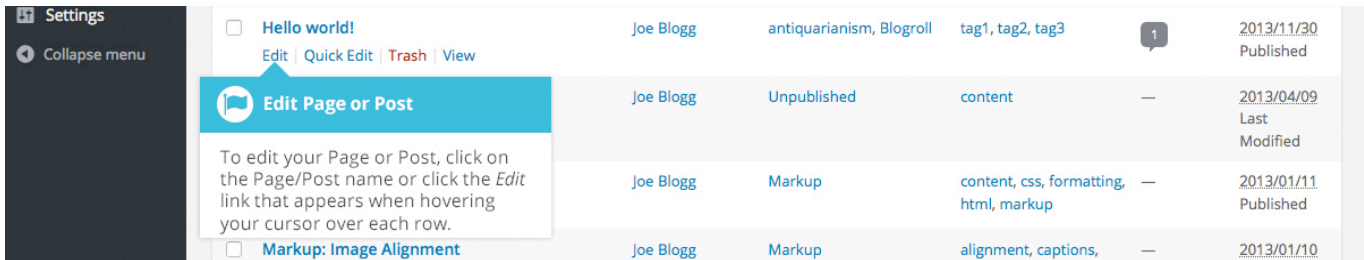 Settings
Collapse menu
Hello world! Joe Blogg antiquarianism, Blogroll tag1, tag2, tag3 1 2013/11/30
Edit | Quick Edit | Trash | View Published
Edit Page or Post
To edit your Page or Post, click on
the Page/Post name or click the Edit
link that appears when hovering
your cursor over each row.
Joe Blogg Unpublished content — 2013/04/09
Last
Modified
Joe Blogg Markup content, css, formatting, — 2013/01/11
html, markup Published
Markup: Image Alignment Joe Blogg Markup alignment, captions, — 2013/01/10